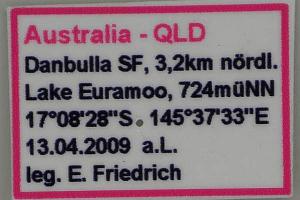 Australia - QLD
Danbulla SF, 3,2km nördl.
Lake Euramoo, 724müNN
17°08'28"S 145°37'33"E
13.04.2009 a.L.
leg. E. Friedrich